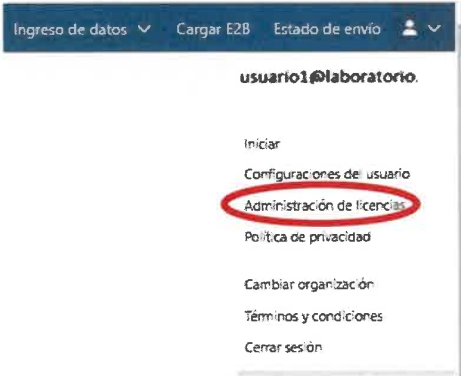 Ingreso de datos Cargar E2B Estado de envío
usuario1@laboratorio.
Iniciar
Configuraciones del usuario
Administración de licencias
Política de privacidad
Cambiar organización
Términos y condiciones
Cerrar sesión